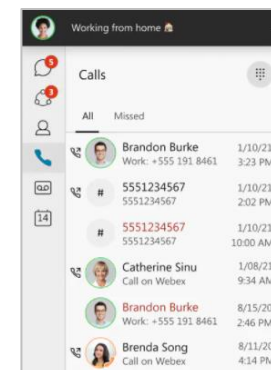 Working from home
5
Calls
3
All Missed
Brandon Burke 1/10/21
Work: +555 191 8461 3:23 PM
# 5551234567 1/10/21
5551234567 2:02 PM
14
# 5551234567 1/10/21
5551234567 10:00 AM
Catherine Sinu 1/08/21
Call on Webex 9:34 AM
Brandon Burke 8/15/20
Work: +555 191 8461 2:46 PM
Brenda Song 8/11/20
Call on Webex 4:14 PM